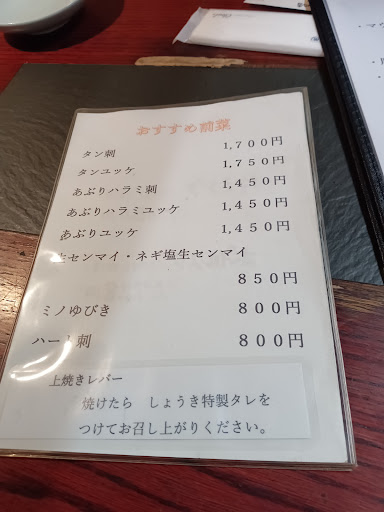 おすすめ前菜
タン刺 1,700円
タンユッケ 1,750円
あぶりハラミ刺 1,450円
あぶりハラミユッケ 1,450円
あぶりユッケ 1,450円
生センマイ・ネギ塩生センマイ
850円
ミノゆびき 800円
ハート刺 800円
上焼きレバー
焼けたら しょうき特製タレを
つけてお召し上がりください。